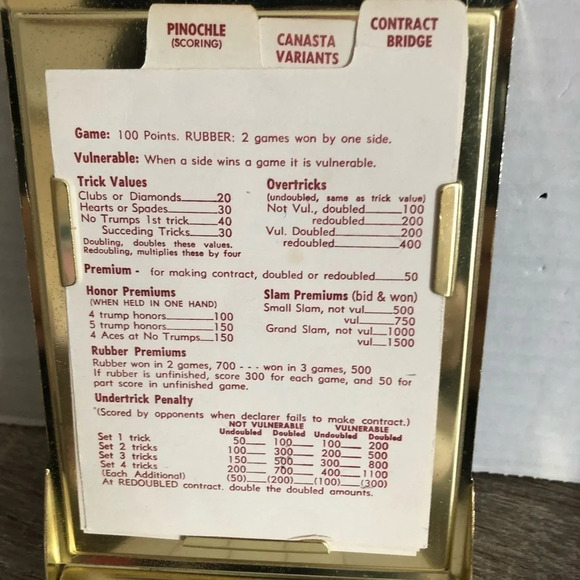 PINOCHLE
(SCORING)
CANASTA
VARIANTS
CONTRACT
BRIDGE
Game: 100 Points. RUBBER: 2 games won by one side.
Vulnerable: When a side wins a game it is vulnerable.
Trick Values
Clubs or Diamonds 20
Hearts or Spades 30
No Trumps 1st trick 40
Succeding Tricks 30
Doubling, doubles these values.
Redoubling, multiplies these by four
Overtricks
(undoubled, same as trick value)
Not Vul., doubled 100
redoubled 200
Vul. Doubled 200
redoubled 400
Premium - for making contract, doubled or redoubled 50
Honor Premiums
(WHEN HELD IN ONE HAND)
4 trump honors 100
5 trump honors 150
4 Aces at No Trumps 150
Slam Premiums (bid & won)
Small Slam, not vul 500
vul 750
Grand Slam, not vul 1000
vul 1500
Rubber Premiums
Rubber won in 2 games, 700 - - - won in 3 games, 500
If rubber is unfinished, score 300 for each game, and 50 for
part score in unfinished game.
Undertrick Penalty
(Scored by opponents when declarer fails to make contract.)
NOT VULNERABLE VULNERABLE
Undoubled Doubled Undoubled Doubled
Set 1 trick 50 100 100 200
Set 2 tricks 100 300 200 500
Set 3 tricks 150 500 300 800
Set 4 tricks 200 700 400 1100
(Each Additional) (50) (200) (100) (300)
At REDOUBLED contract. double the doubled amounts.